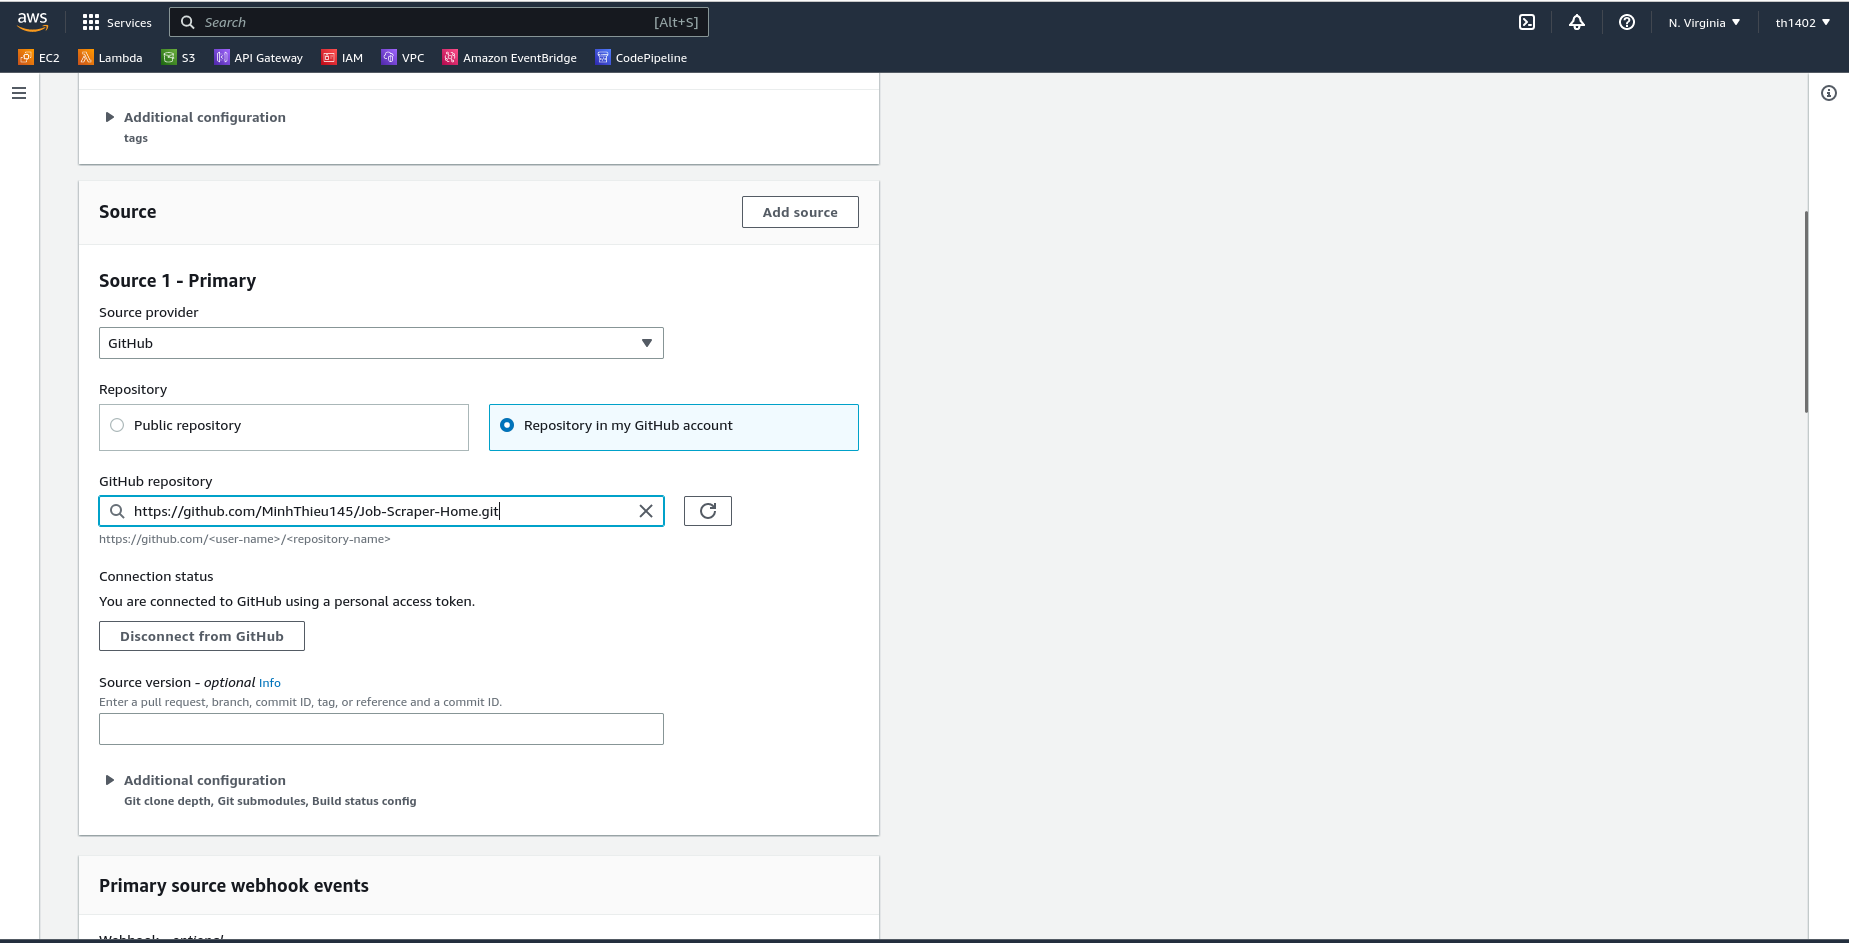 aws Services Search [Alt+S] N. Virginia th1402
EC2 Lambda S3 API Gateway IAM VPC Amazon EventBridge CodePipeline
Additional configuration
tags
Source Add source
Source 1 - Primary
Source provider
GitHub
Repository
Public repository Repository in my GitHub account
GitHub repository
https://github.com/MinhThieu145/Job-Scraper-Home.git
https://github.com/<user-name>/<repository-name>
Connection status
You are connected to GitHub using a personal access token.
Disconnect from GitHub
Source version - optional Info
Enter a pull request, branch, commit ID, tag, or reference and a commit ID.
Additional configuration
Git clone depth, Git submodules, Build status config
Primary source webhook events
Webhook - optional